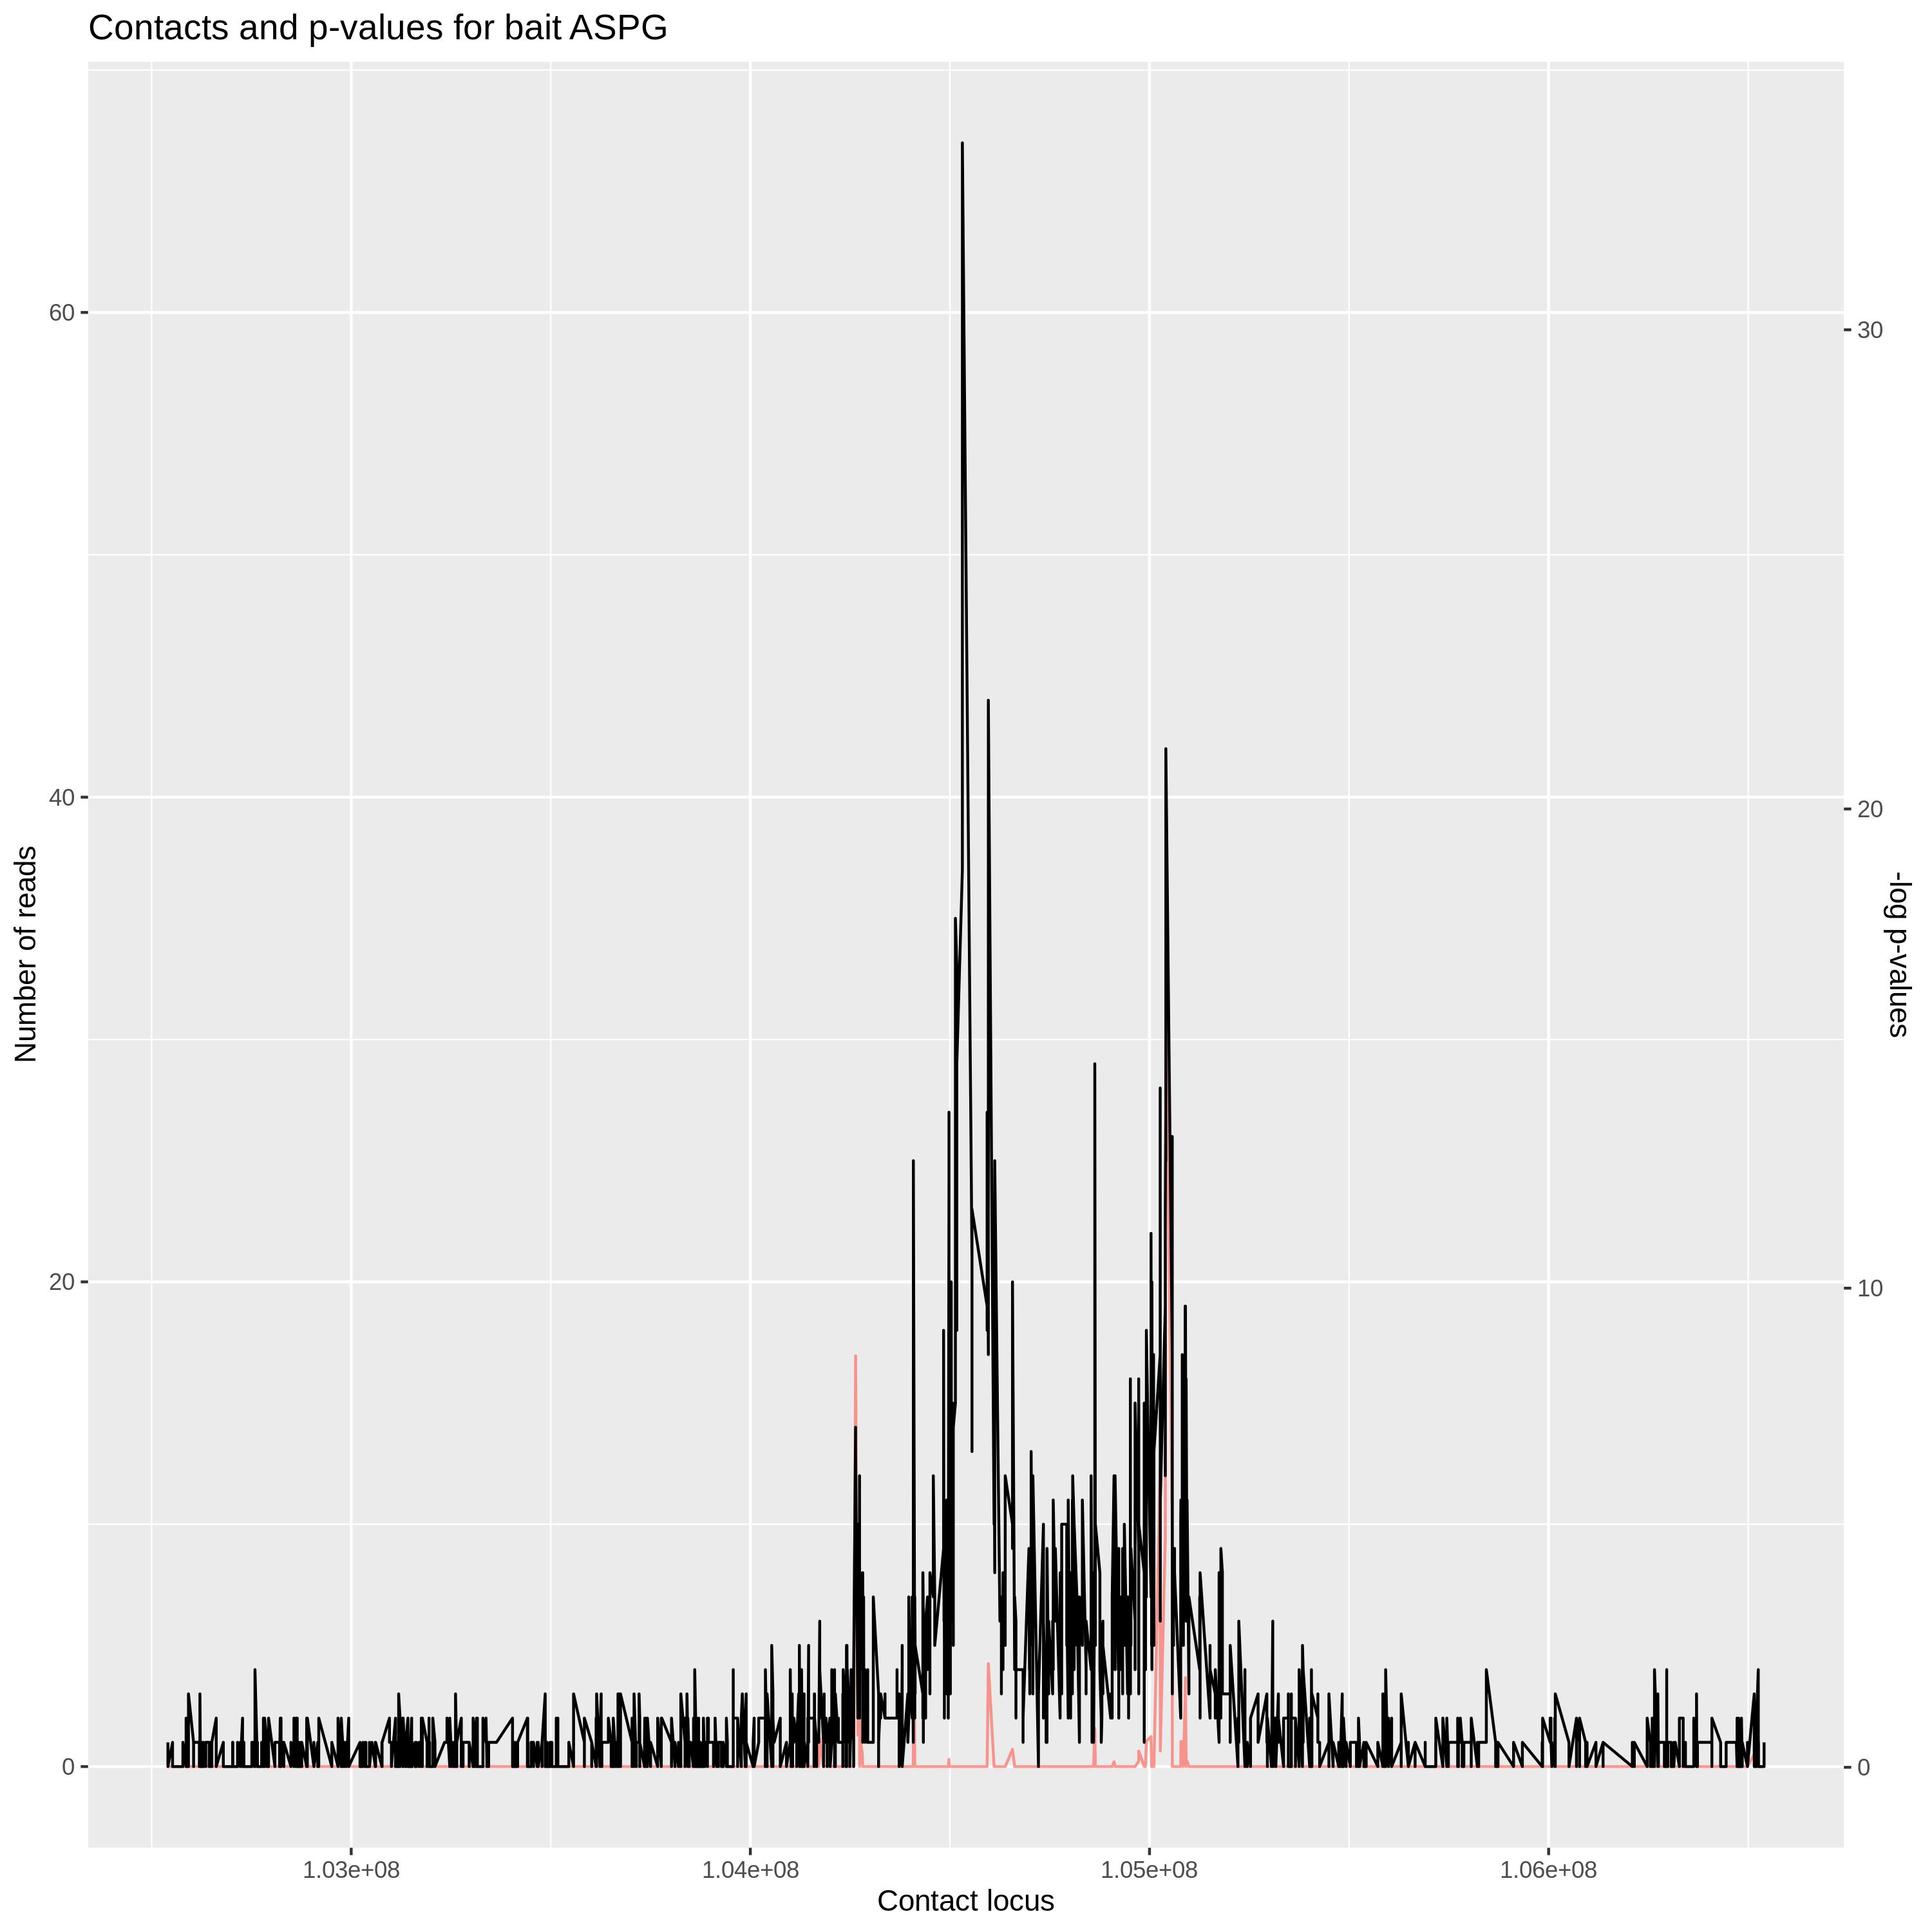 Contacts and p-values for bait ASPG
60
40
20
0
30
20
10
0
Number of reads
-log p-values
1.03e+08
1.04e+08
1.05e+08
1.06e+08
Contact locus